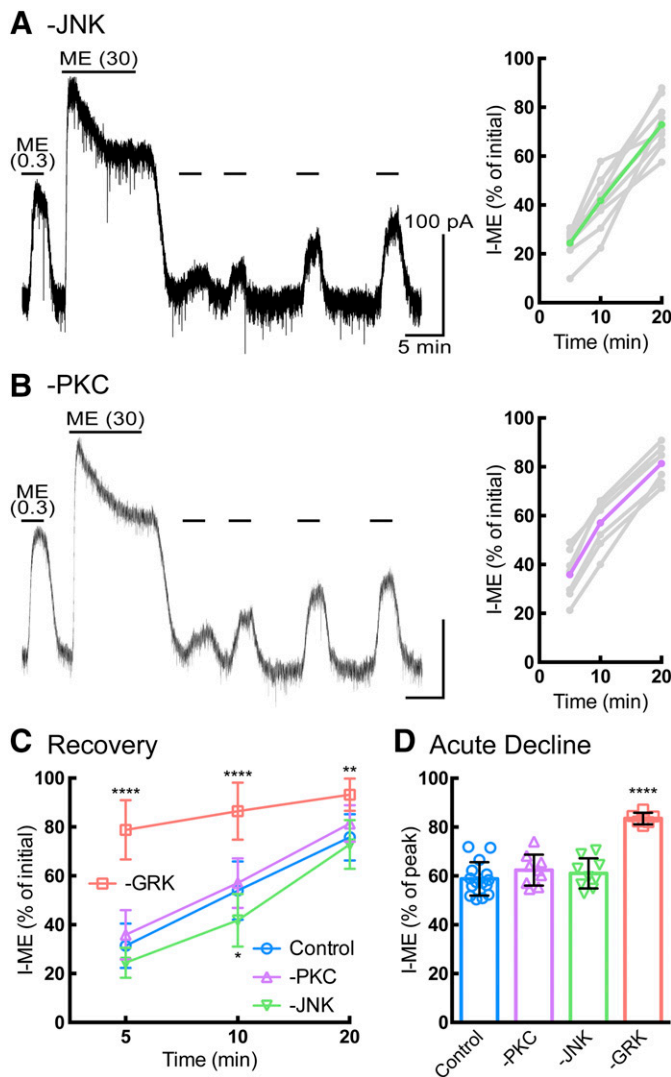 A -JNK
ME (30)
ME
(0.3)
100 pA
5 min
100
80
60
40
20
0
I-ME (% of initial)
0
10
20
Time (min)
B -PKC
ME (30)
ME
(0.3)
100
80
60
40
20
0
I-ME (% of initial)
0
10
20
Time (min)
C Recovery
100
80
60
40
20
0
I-ME (% of initial)
****
****
**
*
-GRK
Control
-PKC
-JNK
5
10
20
Time (min)
D Acute Decline
100
80
60
40
20
0
I-ME (% of peak)
****
Control
-PKC
-JNK
-GRK